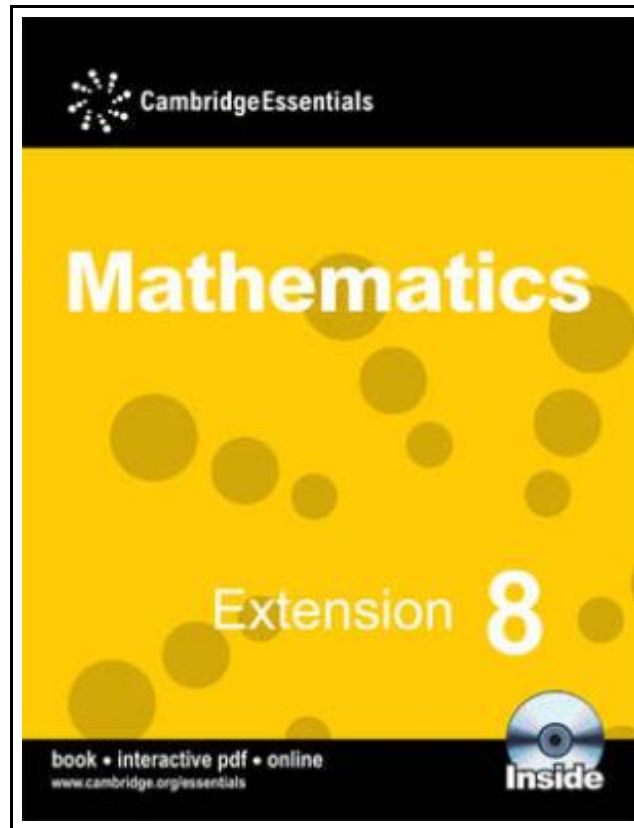 CambridgeEssentials
Mathematics
Extension 8
book • interactive pdf • online
www.cambridge.org/essentials
Inside